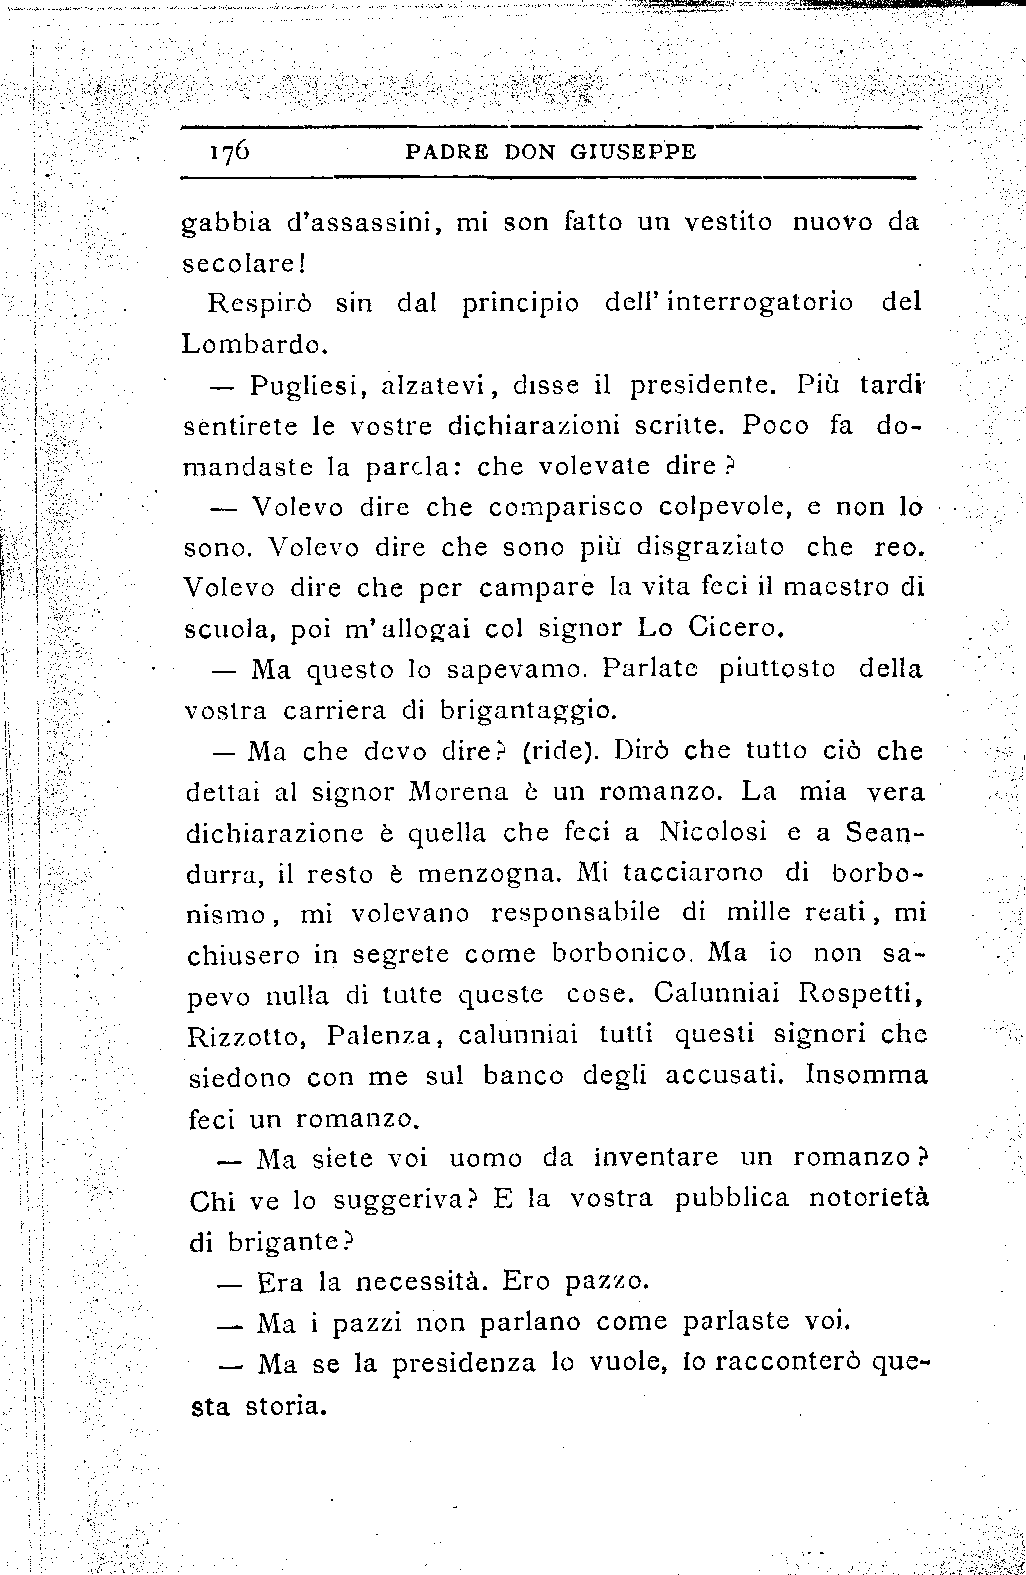 176 PADRE DON GIUSEPPE
gabbia d'assassini, mi son fatto un vestito nuovo da
secolare!
Respirò sin dal principio dell'interrogatorio del
Lombardo.
— Pugliesi, alzatevi, disse il presidente. Più tardi
sentirete le vostre dichiarazioni scritte. Poco fa do-
mandaste la parola: che volevate dire?
— Volevo dire che comparisco colpevole, e non lo
sono. Volevo dire che sono più disgraziato che reo.
Volevo dire che per campare la vita feci il maestro di
scuola, poi m'allogai col signor Lo Cicero.
— Ma questo lo sapevamo. Parlate piuttosto della
vostra carriera di brigantaggio.
— Ma che devo dire? (ride). Dirò che tutto ciò che
dettai al signor Morena è un romanzo. La mia vera
dichiarazione è quella che feci a Nicolosi e a Sean-
durra, il resto è menzogna. Mi tacciarono di borbo-
nismo, mi volevano responsabile di mille reati, mi
chiusero in segrete come borbonico. Ma io non sa-
pevo nulla di tutte queste cose. Calunniai Rospetti,
Rizzotto, Palenza, calunniai tutti questi signori che
siedono con me sul banco degli accusati. Insomma
feci un romanzo.
— Ma siete voi uomo da inventare un romanzo?
Chi ve lo suggeriva? E la vostra pubblica notorietà
di brigante?
— Era la necessità. Ero pazzo.
— Ma i pazzi non parlano come parlaste voi.
— Ma se la presidenza lo vuole, io racconterò que-
sta storia.